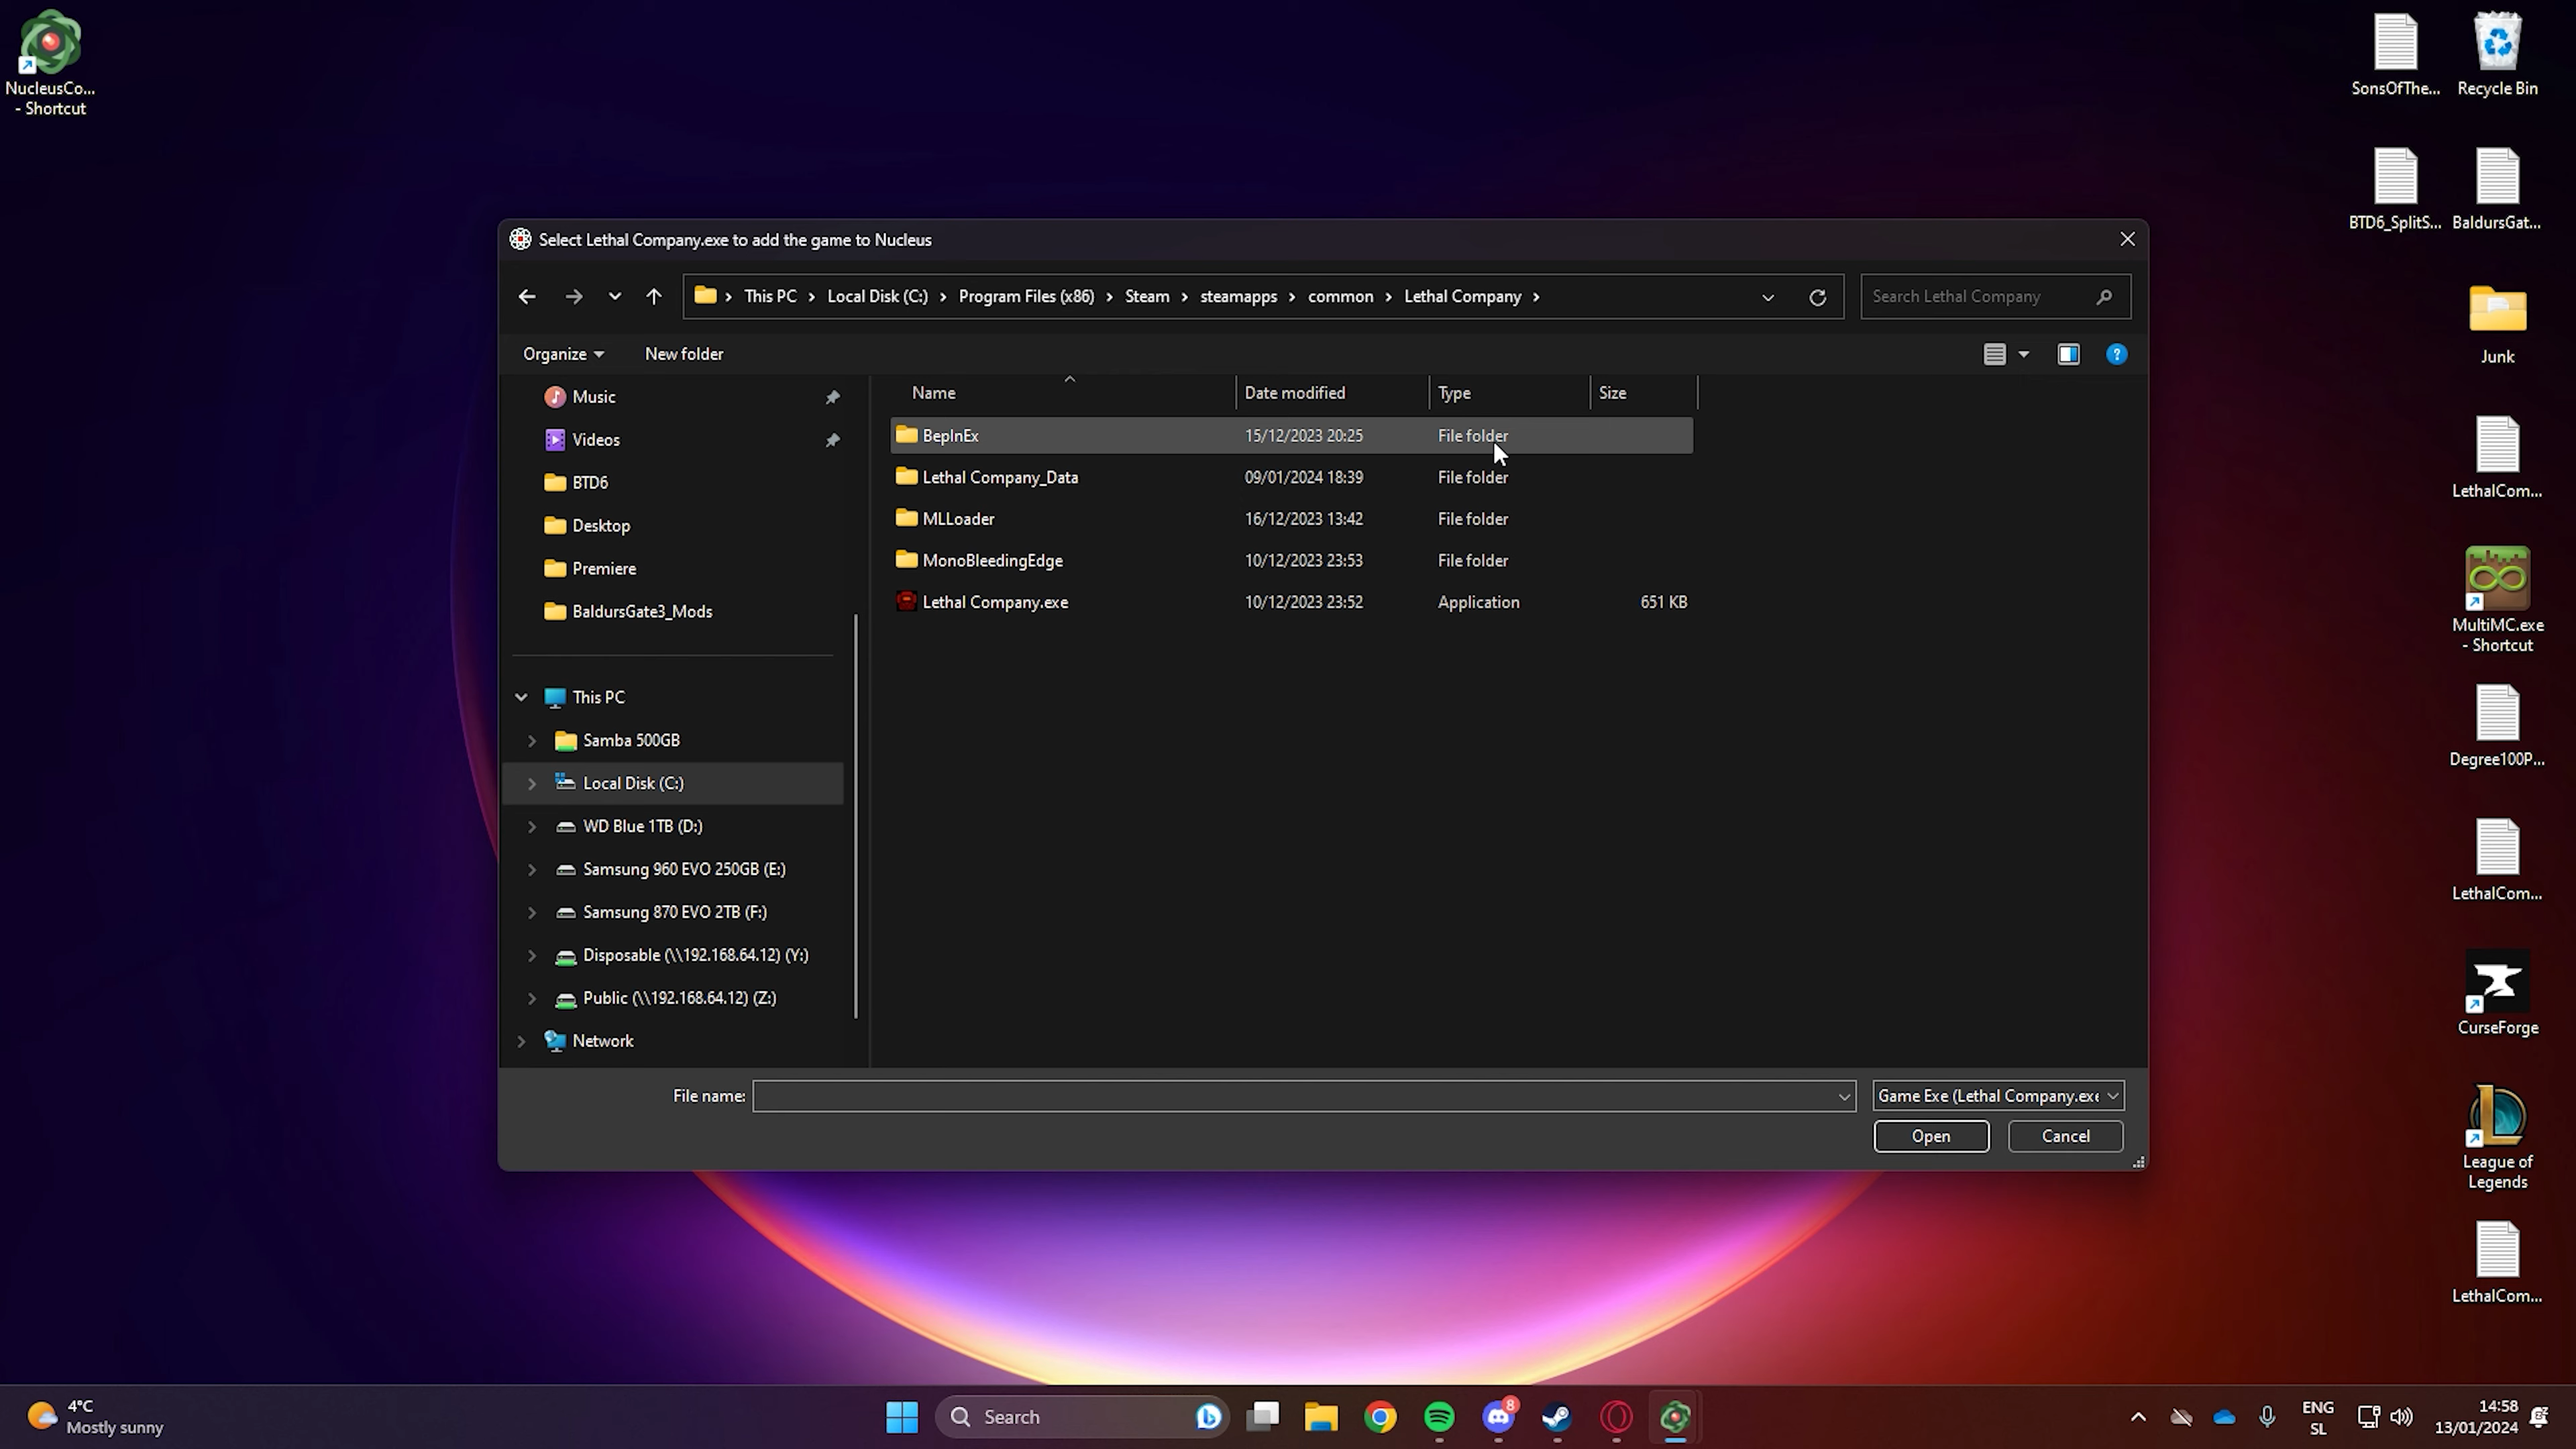 NucleusCo...
- Shortcut
SonsOfThe...
Recycle Bin
BTD6_SplitS...
BaldursGat...
Junk
LethalCom...
MultiMC.exe
- Shortcut
Degree100P...
LethalCom...
CurseForge
League of
Legends
LethalCom...
Select Lethal Company.exe to add the game to Nucleus
This PC > Local Disk (C:) > Program Files (x86) > Steam > steamapps > common > Lethal Company >
Search Lethal Company
Organize
New folder
Music
Videos
BTD6
Desktop
Premiere
BaldursGate3_Mods
This PC
Samba 500GB
Local Disk (C:)
WD Blue 1TB (D:)
Samsung 960 EVO 250GB (E:)
Samsung 870 EVO 2TB (F:)
Disposable (\\192.168.64.12) (Y:)
Public (\\192.168.64.12) (Z:)
Network
Name Date modified Type Size
BepInEx 15/12/2023 20:25 File folder
Lethal Company_Data 09/01/2024 18:39 File folder
MLLoader 16/12/2023 13:42 File folder
MonoBleedingEdge 10/12/2023 23:53 File folder
Lethal Company.exe 10/12/2023 23:52 Application 651 KB
File name:
Game Exe (Lethal Company.exe
Open
Cancel
4°C
Mostly sunny
Search
8
ENG
SL
14:58
13/01/2024